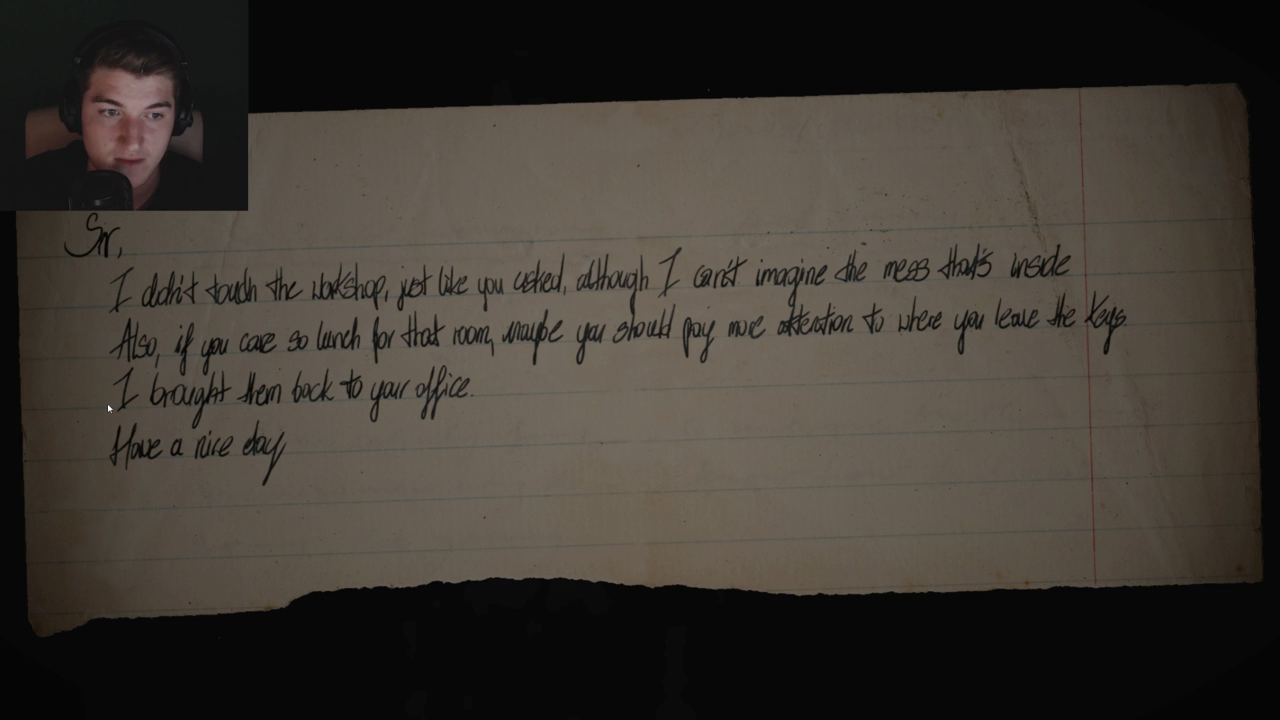 Sir,
I didn't touch the workshop, just like you asked, although I can't imagine the mess that's inside
Also, if you care so lunch for that room, maybe you should pay more attention to where you leave the keys.
I brought them back to your office.
Have a nice day